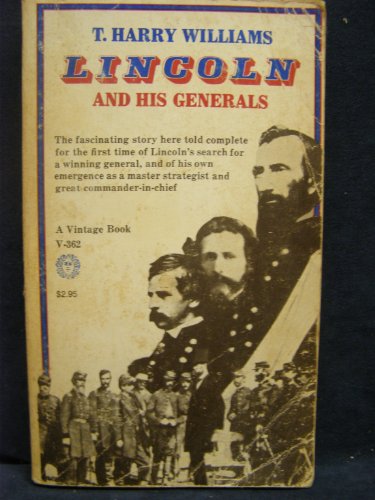 T. HARRY WILLIAMS
LINCOLN
AND HIS GENERALS
The fascinating story here told complete
for the first time of Lincoln's search for
a winning general, and of his own
emergence as a master strategist and
great commander-in-chief
A Vintage Book
V-362
$2.95